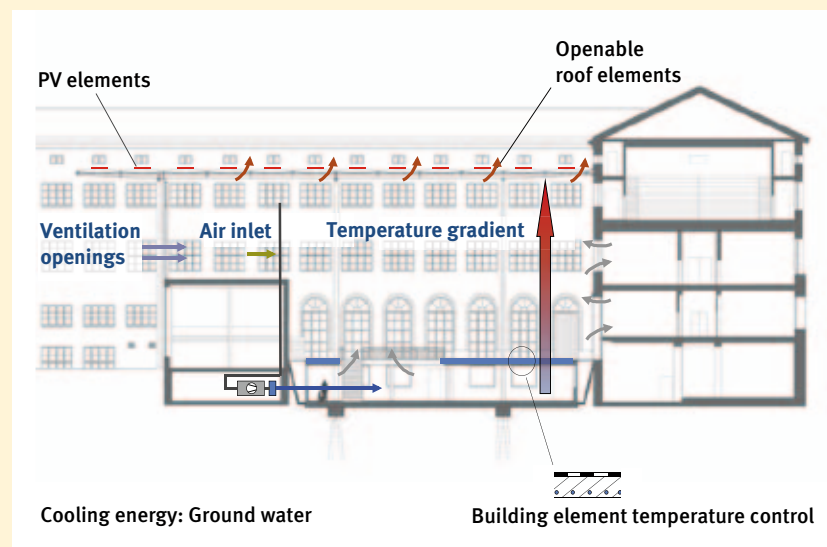 Openable
roof elements
PV elements
Ventilation
openings
Air inlet
Temperature gradient
Cooling energy: Ground water
Building element temperature control